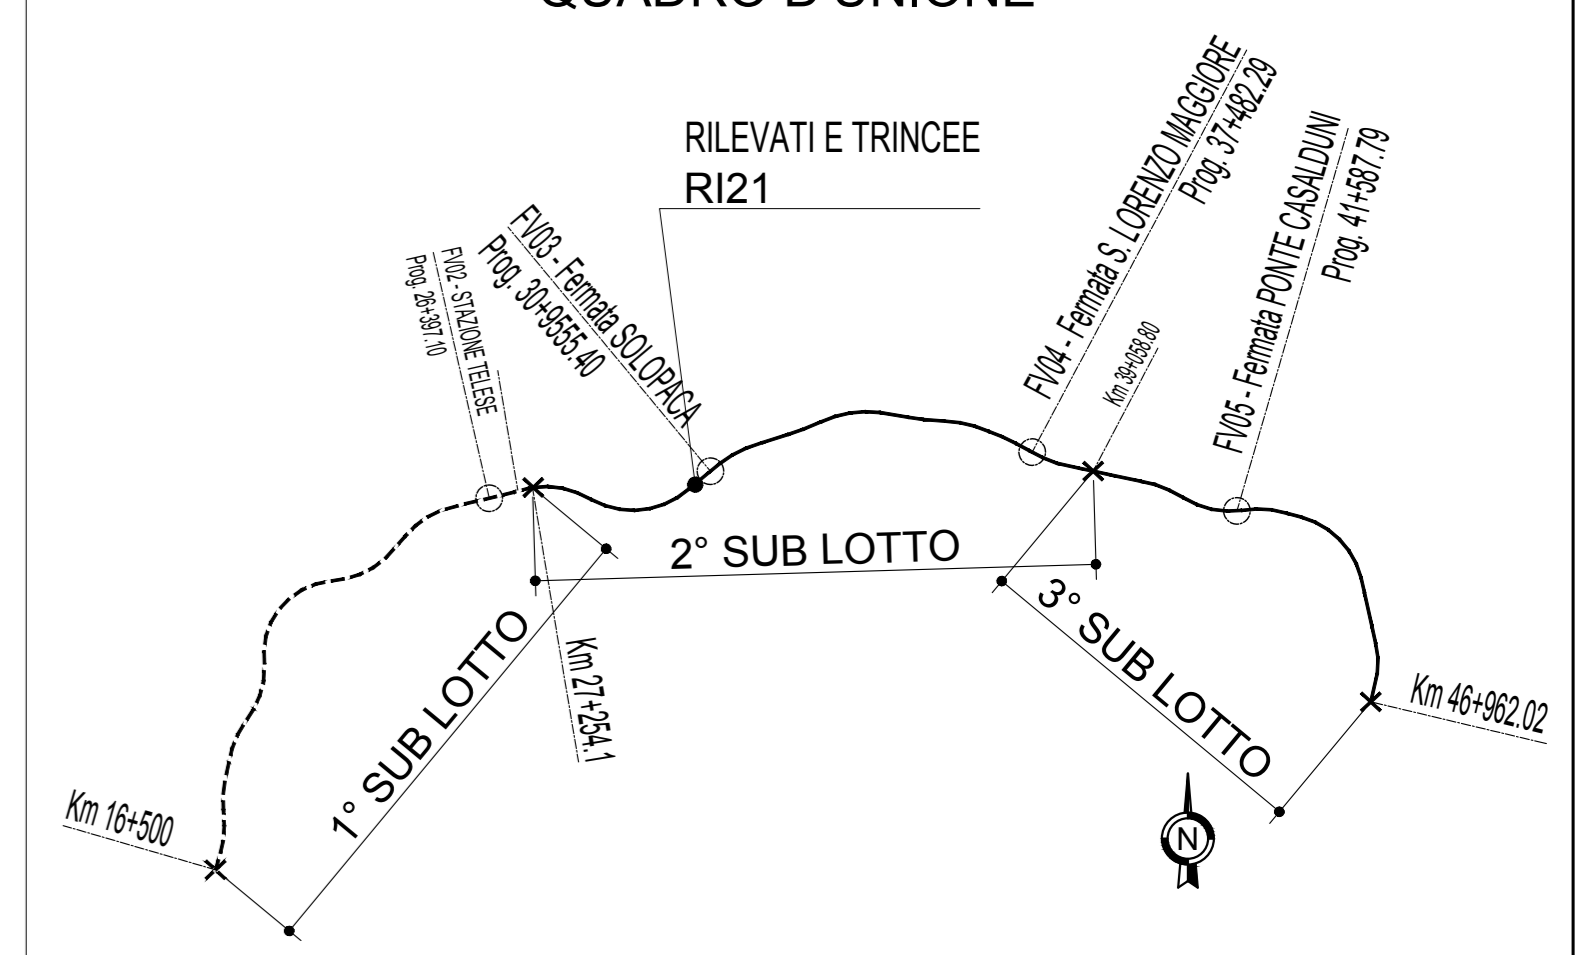 QUADRO D'UNIONE
RILEVATI E TRINCEE
RI21
FV02 - STAZIONE TELESE
Prog. 26+397.10
FV03 - Fermata SOLOPACA
Prog. 30+9555.40
FV04 - Fermata S. LORENZO MAGGIORE
Prog. 37+482.29
Km 39+058.80
FV05 - Fermata PONTE CASALDUNI
Prog. 41+587.79
2° SUB LOTTO
1° SUB LOTTO
3° SUB LOTTO
Km 27+254.1
Km 46+962.02
Km 16+500
N